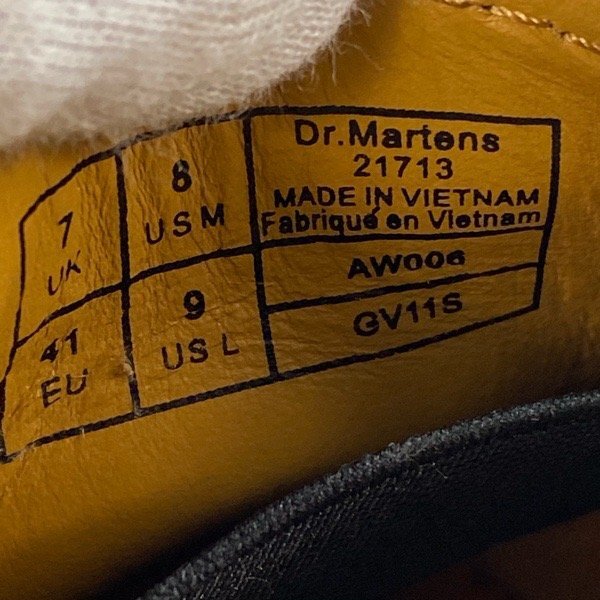 7
UK
8
US M
41
EU
9
US L
Dr.Martens
21713
MADE IN VIETNAM
Fabriqué en Vietnam
AW006
GV11S